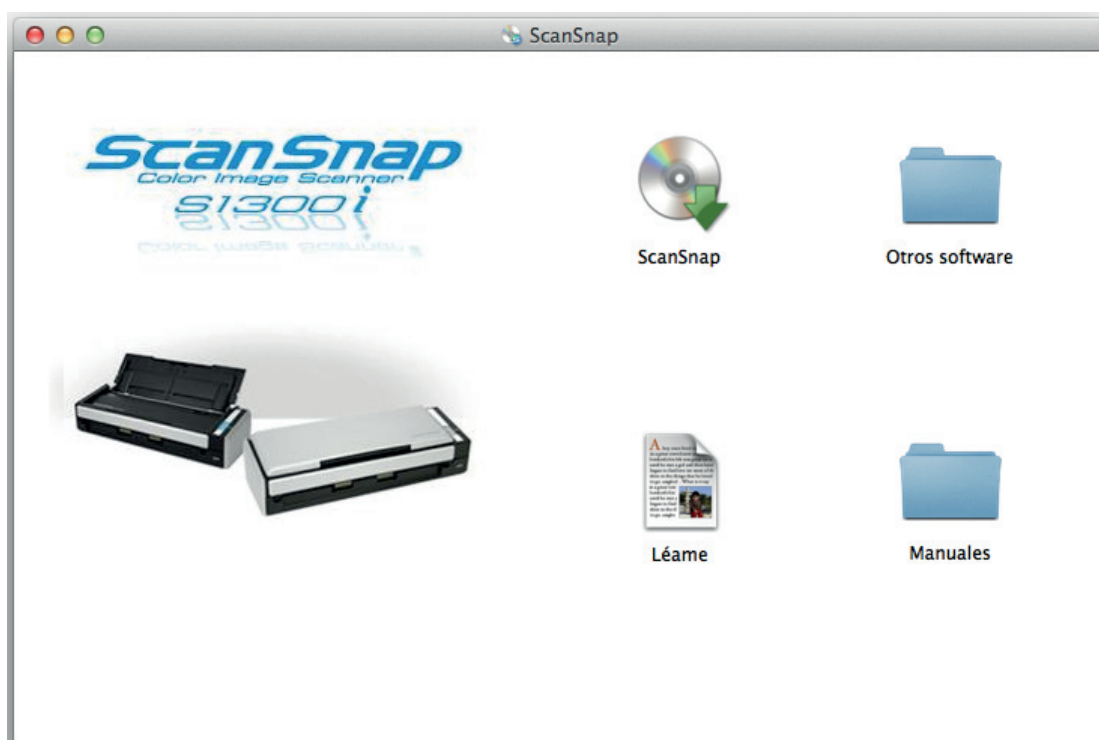 ScanSnap
ScanSnap
Color Image Scanner
S1300i
ScanSnap
Otros software
Léame
Manuales